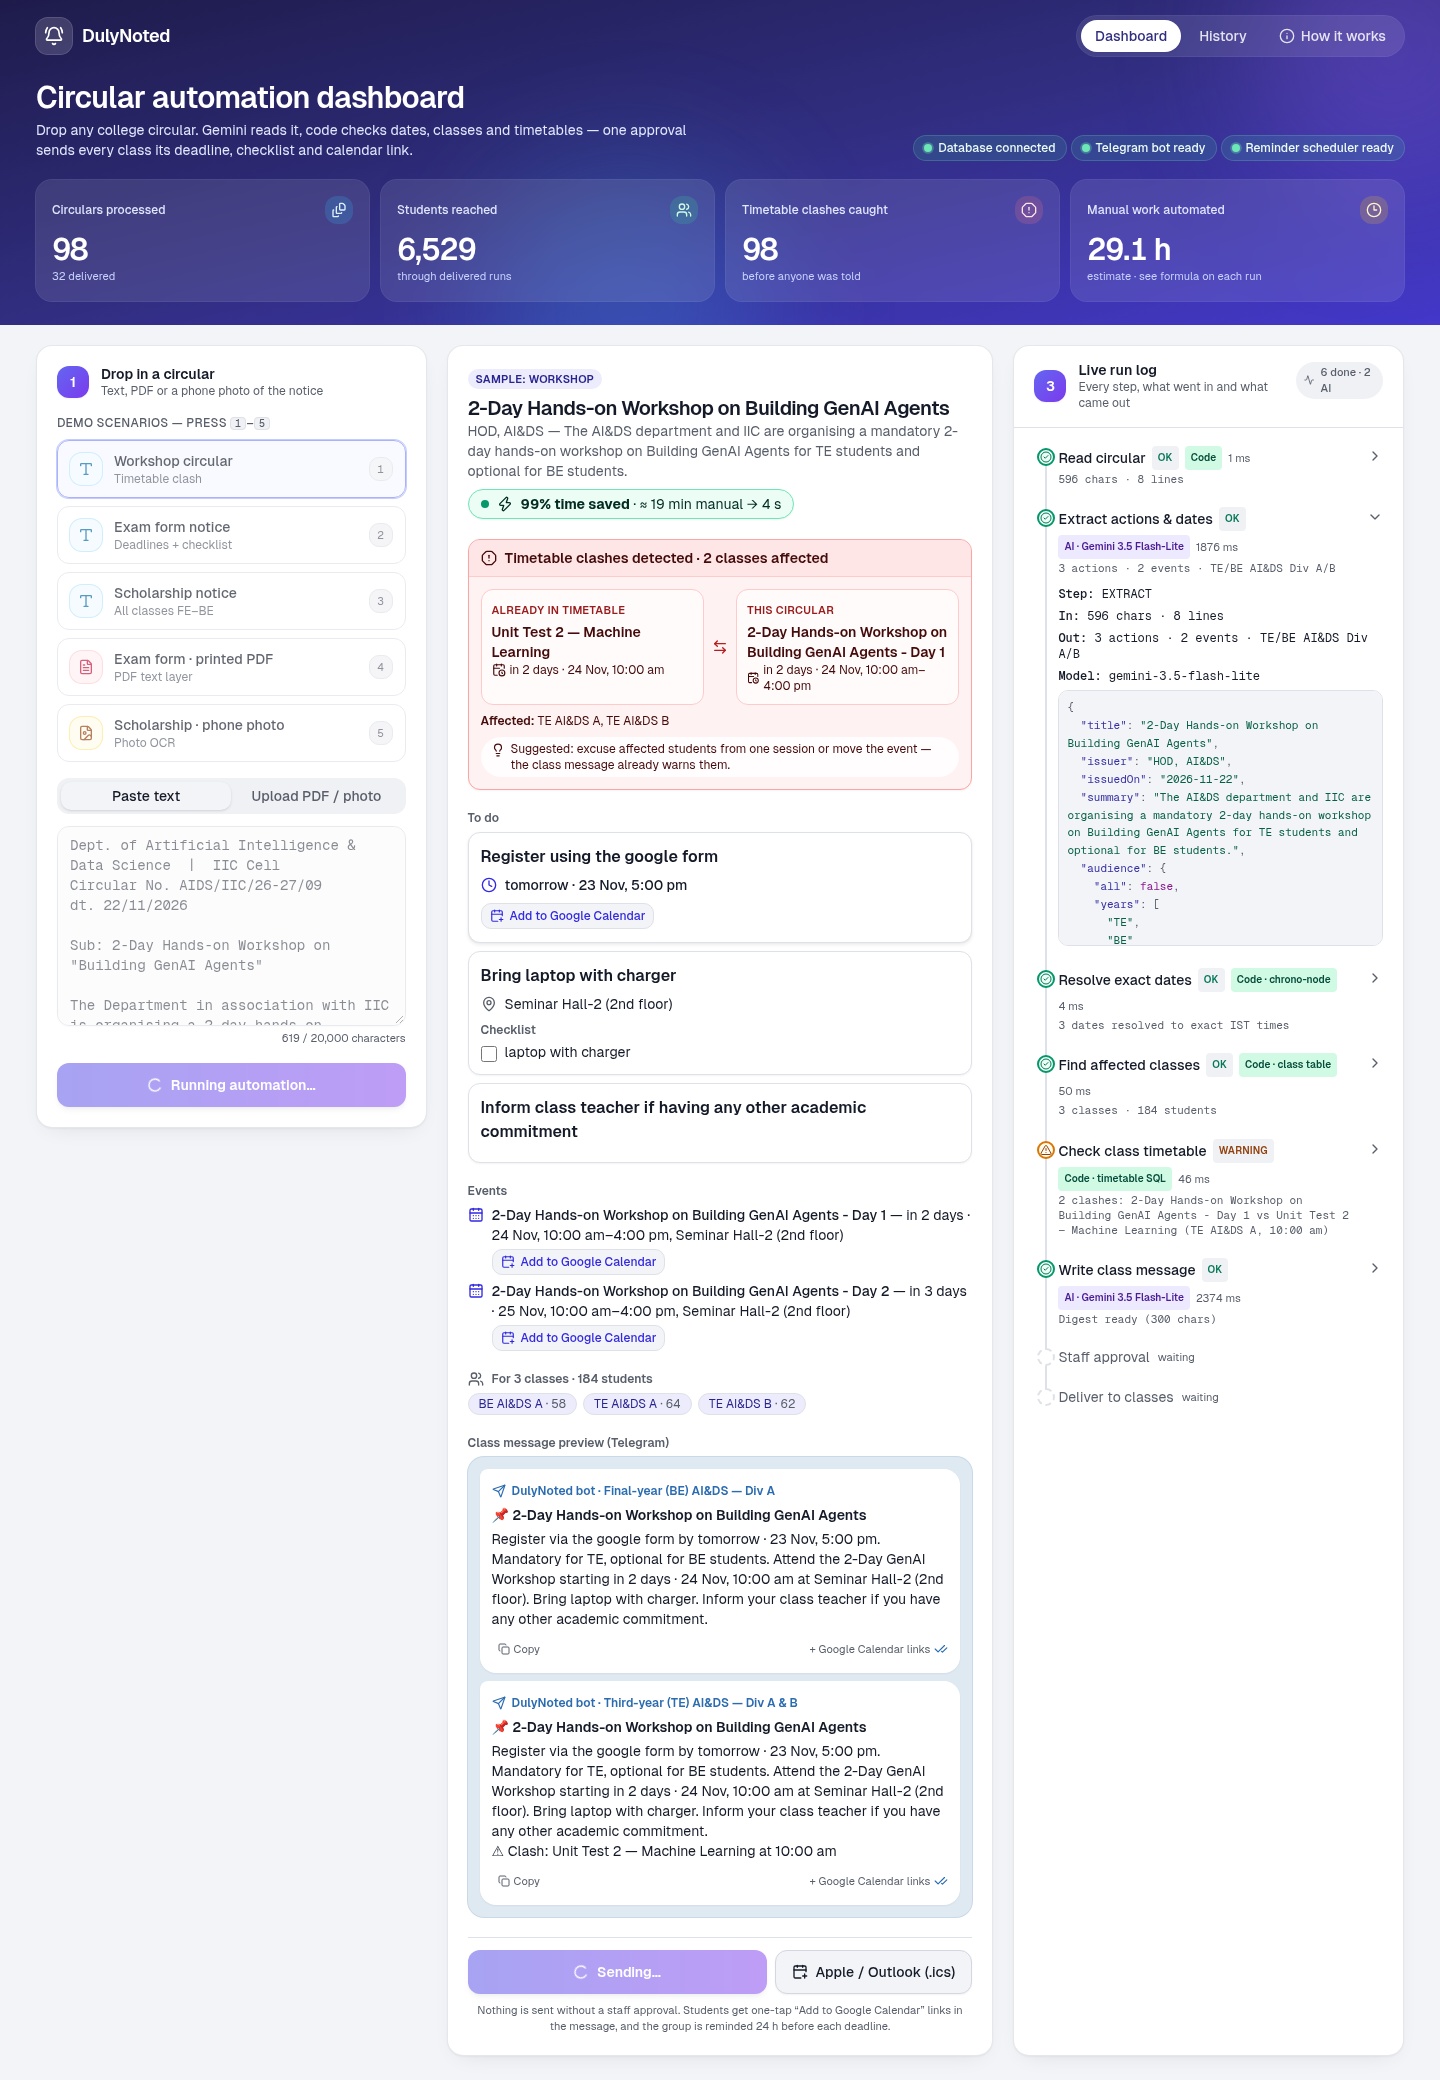 DulyNoted
Dashboard
History
How it works
Circular automation dashboard
Drop any college circular. Gemini reads it, code checks dates, classes and timetables — one approval
sends every class its deadline, checklist and calendar link.
Database connected
Telegram bot ready
Reminder scheduler ready
Circulars processed
98
32 delivered
Students reached
6,529
through delivered runs
Timetable clashes caught
98
before anyone was told
Manual work automated
29.1 h
estimate · see formula on each run
1
Drop in a circular
Text, PDF or a phone photo of the notice
DEMO SCENARIOS — PRESS 1–5
Workshop circular
Timetable clash
1
Exam form notice
Deadlines + checklist
2
Scholarship notice
All classes FE–BE
3
Exam form · printed PDF
PDF text layer
4
Scholarship · phone photo
Photo OCR
5
Paste text
Upload PDF / photo
Dept. of Artificial Intelligence &
Data Science  |  IIC Cell
Circular No. AIDS/IIC/26-27/09
dt. 22/11/2026
Sub: 2-Day Hands-on Workshop on
"Building GenAI Agents"
The Department in association with IIC
is organising a 2-day hands-on
619 / 20,000 characters
Running automation…
SAMPLE: WORKSHOP
2-Day Hands-on Workshop on Building GenAI Agents
HOD, AI&DS — The AI&DS department and IIC are organising a mandatory 2-
day hands-on workshop on Building GenAI Agents for TE students and
optional for BE students.
99% time saved · ≈ 19 min manual → 4 s
Timetable clashes detected · 2 classes affected
ALREADY IN TIMETABLE
Unit Test 2 — Machine
Learning
in 2 days · 24 Nov, 10:00 am
THIS CIRCULAR
2-Day Hands-on Workshop on
Building GenAI Agents - Day 1
in 2 days · 24 Nov, 10:00 am–
4:00 pm
Affected: TE AI&DS A, TE AI&DS B
Suggested: excuse affected students from one session or move the event —
the class message already warns them.
To do
Register using the google form
tomorrow · 23 Nov, 5:00 pm
Add to Google Calendar
Bring laptop with charger
Seminar Hall-2 (2nd floor)
Checklist
laptop with charger
Inform class teacher if having any other academic
commitment
Events
2-Day Hands-on Workshop on Building GenAI Agents - Day 1 — in 2 days ·
24 Nov, 10:00 am–4:00 pm, Seminar Hall-2 (2nd floor)
Add to Google Calendar
2-Day Hands-on Workshop on Building GenAI Agents - Day 2 — in 3 days
· 25 Nov, 10:00 am–4:00 pm, Seminar Hall-2 (2nd floor)
Add to Google Calendar
For 3 classes · 184 students
BE AI&DS A · 58
TE AI&DS A · 64
TE AI&DS B · 62
Class message preview (Telegram)
DulyNoted bot · Final-year (BE) AI&DS — Div A
📌 2-Day Hands-on Workshop on Building GenAI Agents
Register via the google form by tomorrow · 23 Nov, 5:00 pm.
Mandatory for TE, optional for BE students. Attend the 2-Day GenAI
Workshop starting in 2 days · 24 Nov, 10:00 am at Seminar Hall-2 (2nd
floor). Bring laptop with charger. Inform your class teacher if you have
any other academic commitment.
Copy
+ Google Calendar links
DulyNoted bot · Third-year (TE) AI&DS — Div A & B
📌 2-Day Hands-on Workshop on Building GenAI Agents
Register via the google form by tomorrow · 23 Nov, 5:00 pm.
Mandatory for TE, optional for BE students. Attend the 2-Day GenAI
Workshop starting in 2 days · 24 Nov, 10:00 am at Seminar Hall-2 (2nd
floor). Bring laptop with charger. Inform your class teacher if you have
any other academic commitment.
⚠ Clash: Unit Test 2 — Machine Learning at 10:00 am
Copy
+ Google Calendar links
Sending…
Apple / Outlook (.ics)
Nothing is sent without a staff approval. Students get one-tap “Add to Google Calendar” links in
the message, and the group is reminded 24 h before each deadline.
3
Live run log
Every step, what went in and what
came out
6 done · 2
AI
Read circular OK Code 1 ms
596 chars · 8 lines
Extract actions & dates OK
AI · Gemini 3.5 Flash-Lite 1876 ms
3 actions · 2 events · TE/BE AI&DS Div A/B
Step: EXTRACT
In: 596 chars · 8 lines
Out: 3 actions · 2 events · TE/BE AI&DS Div
A/B
Model: gemini-3.5-flash-lite
{
"title": "2-Day Hands-on Workshop on
Building GenAI Agents",
"issuer": "HOD, AI&DS",
"issuedOn": "2026-11-22",
"summary": "The AI&DS department and IIC are
organising a mandatory 2-day hands-on workshop
on Building GenAI Agents for TE students and
optional for BE students.",
"audience": {
"all": false,
"years": [
"TE",
"BE"
Resolve exact dates OK Code · chrono-node
4 ms
3 dates resolved to exact IST times
Find affected classes OK Code · class table
50 ms
3 classes · 184 students
Check class timetable WARNING
Code · timetable SQL 46 ms
2 clashes: 2-Day Hands-on Workshop on
Building GenAI Agents - Day 1 vs Unit Test 2
— Machine Learning (TE AI&DS A, 10:00 am)
Write class message OK
AI · Gemini 3.5 Flash-Lite 2374 ms
Digest ready (300 chars)
Staff approval waiting
Deliver to classes waiting